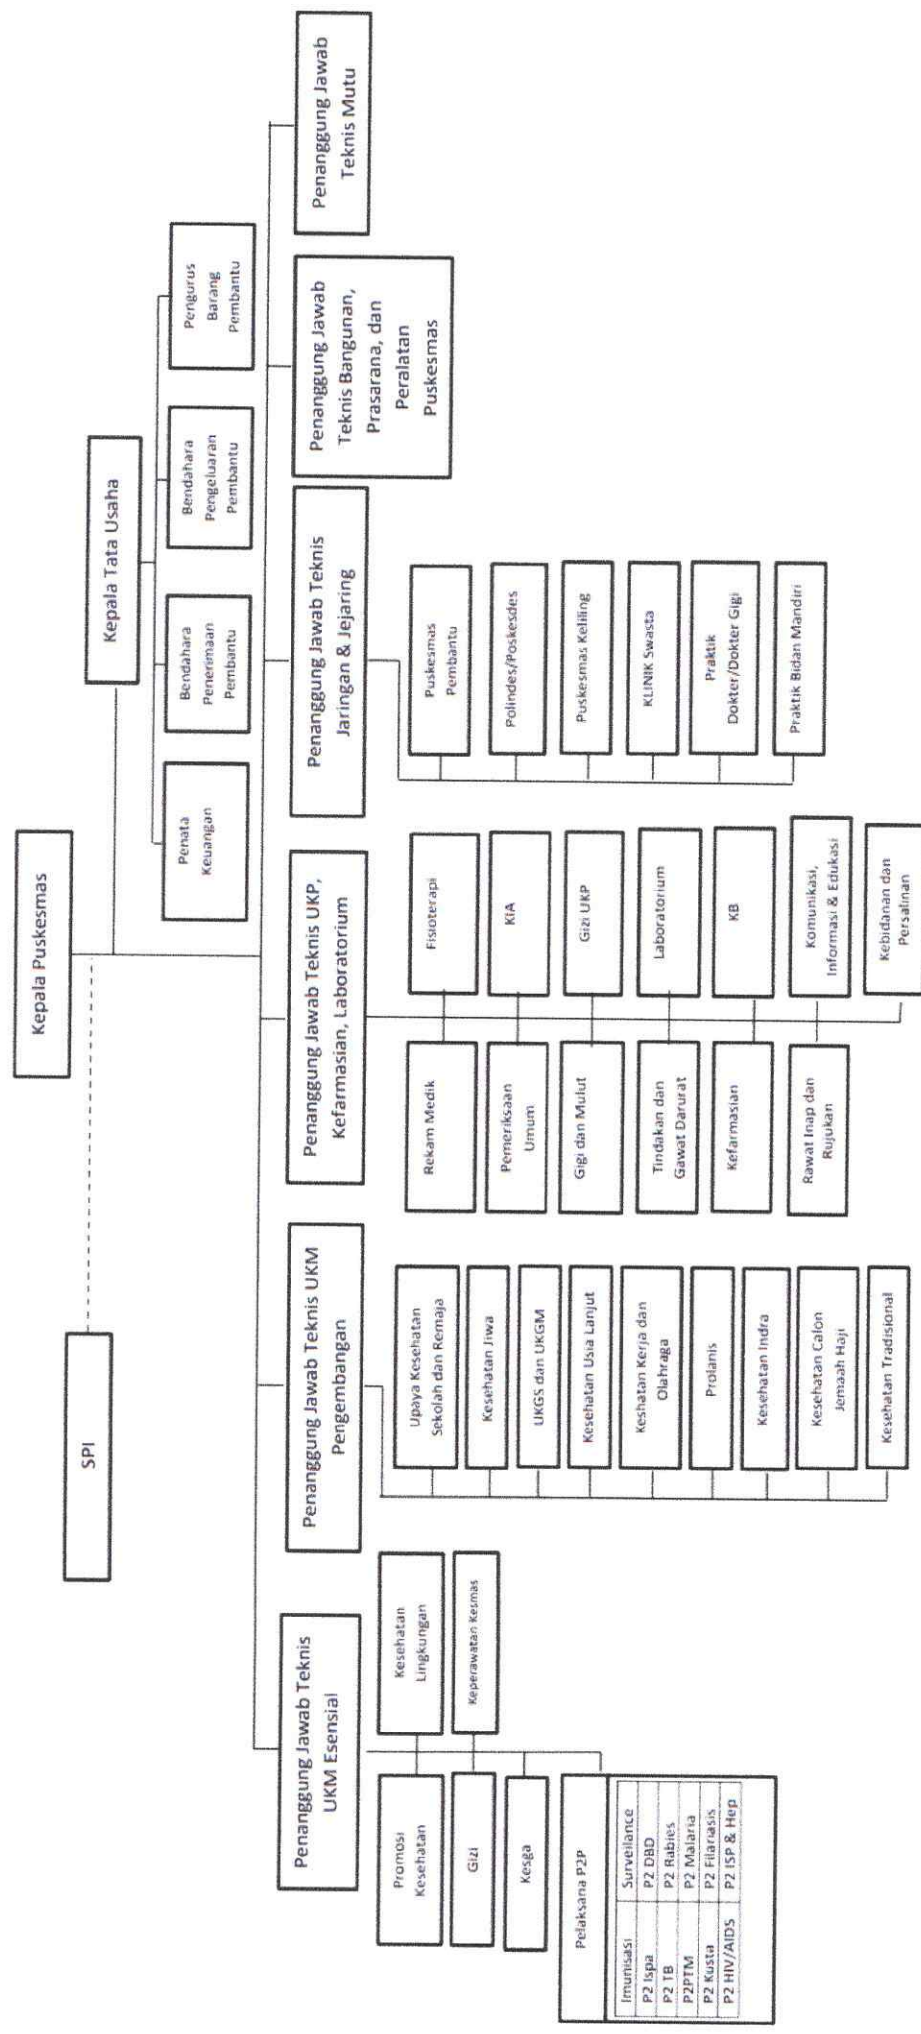 Kepala Puskesmas
SPI
Kepala Tata Usaha
Penata
Keuangan
Bendahara
Penerimaan
Pembantu
Bendahara
Pengeluaran
Pembantu
Pengurus
Barang
Pembantu
Penanggung Jawab Teknis
UKM Esensial
Promosi
Kesehatan
Kesehatan
Lingkungan
Gizi
Keperawatan Kesmas
Kesga
Pelaksana P2P
Imunisasi Surveilance
P2 Ispa P2 DBD
P2 TB P2 Rabies
P2PTM P2 Malaria
P2 Kusta P2 Filariasis
P2 HIV/AIDS P2 ISP & Hep
Penanggung Jawab Teknis UKM
Pengembangan
Upaya Kesehatan
Sekolah dan Remaja
Kesehatan Jiwa
UKGS dan UKGM
Kesehatan Usia Lanjut
Keshatan Kerja dan
Olahraga
Prolanis
Kesehatan Indra
Kesehatan Calon
Jemaah Haji
Kesehatan Tradisional
Penanggung Jawab Teknis UKP,
Kefarmasian, Laboratorium
Rekam Medik
Fisioterapi
Pemeriksaan
Umum
KIA
Gigi dan Mulut
Gizi UKP
Tindakan dan
Gawat Darurat
Laboratorium
Kefarmasian
KB
Rawat Inap dan
Rujukan
Komunikasi,
Informasi & Edukasi
Kebidanan dan
Persalinan
Penanggung Jawab Teknis
Jaringan & Jejaring
Puskesmas
Pembantu
Polindes/Poskesdes
Puskesmas Keliling
KLINIK Swasta
Praktik
Dokter/Dokter Gigi
Praktik Bidan Mandiri
Penanggung Jawab
Teknis Bangunan,
Prasarana, dan
Peralatan
Puskesmas
Penanggung Jawab
Teknis Mutu